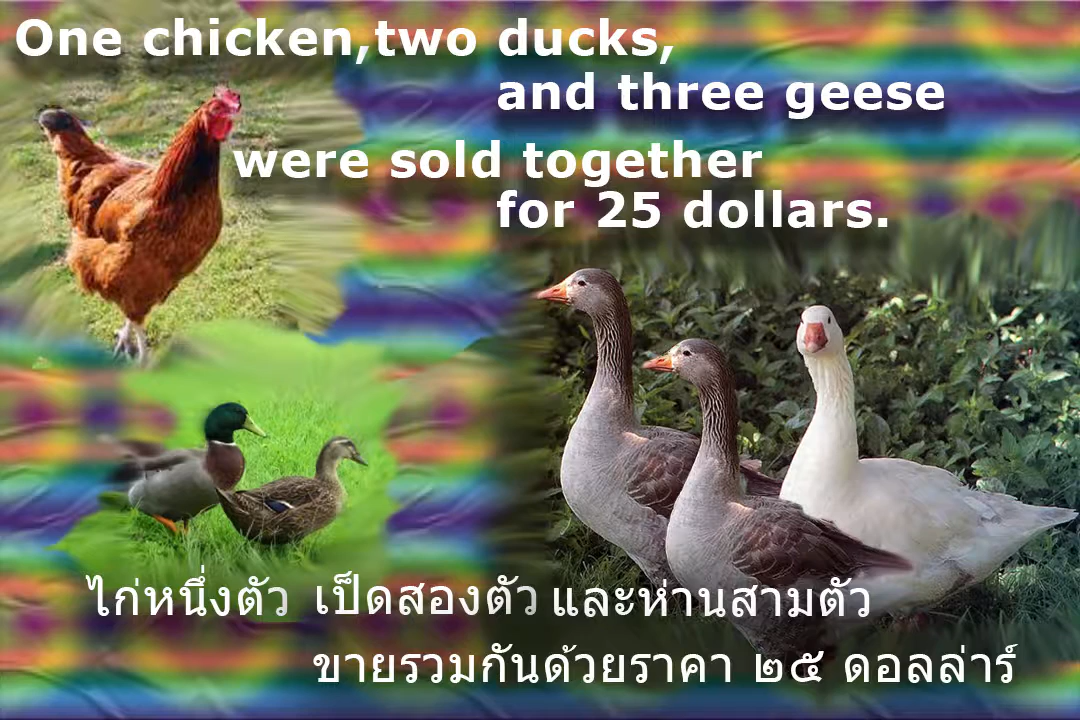 One chicken,two ducks,
and three geese
were sold together
for 25 dollars.
ไก่หนึ่งตัว เป็ดสองตัว และห่านสามตัว
ขายรวมกันด้วยราคา ๒๕ ดอลล่าร์